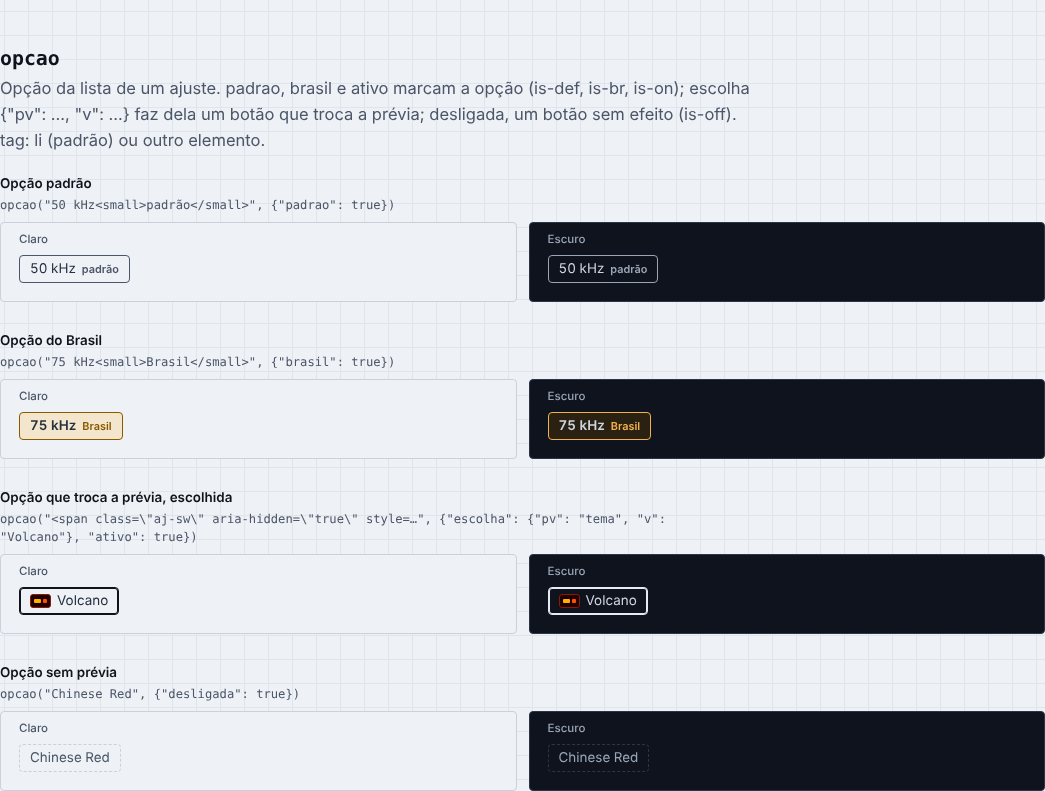 opcao
Opção da lista de um ajuste. padrao, brasil e ativo marcam a opção (is-def, is-br, is-on); escolha
{"pv": ..., "v": ...} faz dela um botão que troca a prévia; desligada, um botão sem efeito (is-off).
tag: li (padrão) ou outro elemento.
Opção padrão
opcao("50 kHz<small>padrão</small>", {"padrao": true})
Claro
50 kHz padrão
Escuro
50 kHz padrão
Opção do Brasil
opcao("75 kHz<small>Brasil</small>", {"brasil": true})
Claro
75 kHz Brasil
Escuro
75 kHz Brasil
Opção que troca a prévia, escolhida
opcao("<span class=\"aj-sw\" aria-hidden=\"true\" style=…", {"escolha": {"pv": "tema", "v":
"Volcano"}, "ativo": true})
Claro
Volcano
Escuro
Volcano
Opção sem prévia
opcao("Chinese Red", {"desligada": true})
Claro
Chinese Red
Escuro
Chinese Red